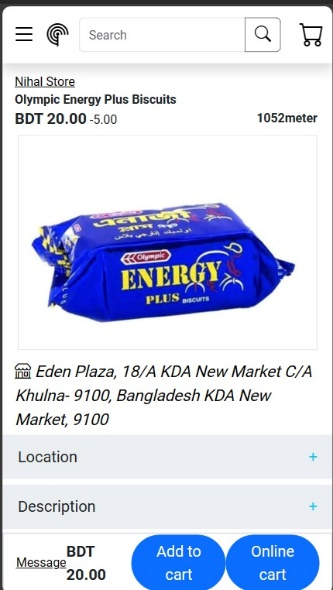 Search
Nihal Store
Olympic Energy Plus Biscuits
BDT 20.00 -5.00
1052meter
এনার্জী
প্লাস
Olympic
ENERGY
PLUS BISCUITS
Eden Plaza, 18/A KDA New Market C/A
Khulna- 9100, Bangladesh KDA New
Market, 9100
Location +
Description +
Message
BDT
20.00
Add to
cart
Online
cart